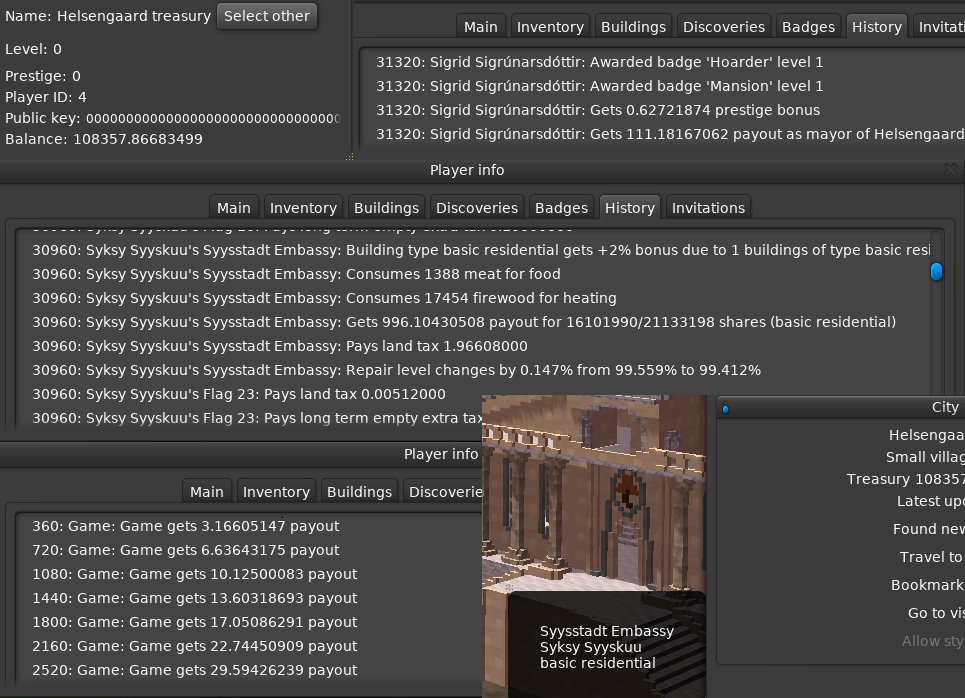 Name: Helsengaard treasury Select other
Level: 0
Prestige: 0
Player ID: 4
Public key: 00000000000000000000000000000000
Balance: 108357.86683499
Main Inventory Buildings Discoveries Badges History Invitati
31320: Sigrid Sigrúnarsdóttir: Awarded badge 'Hoarder' level 1
31320: Sigrid Sigrúnarsdóttir: Awarded badge 'Mansion' level 1
31320: Sigrid Sigrúnarsdóttir: Gets 0.62721874 prestige bonus
31320: Sigrid Sigrúnarsdóttir: Gets 111.18167062 payout as mayor of Helsengaard
Player info
Main Inventory Buildings Discoveries Badges History Invitations
30960: Syksy Syyskuu's Syysstadt Embassy: Building type basic residential gets +2% bonus due to 1 buildings of type basic resi
30960: Syksy Syyskuu's Syysstadt Embassy: Consumes 1388 meat for food
30960: Syksy Syyskuu's Syysstadt Embassy: Consumes 17454 firewood for heating
30960: Syksy Syyskuu's Syysstadt Embassy: Gets 996.10430508 payout for 16101990/21133198 shares (basic residential)
30960: Syksy Syyskuu's Syysstadt Embassy: Pays land tax 1.96608000
30960: Syksy Syyskuu's Syysstadt Embassy: Repair level changes by 0.147% from 99.559% to 99.412%
30960: Syksy Syyskuu's Flag 23: Pays land tax 0.00512000
30960: Syksy Syyskuu's Flag 23: Pays long term empty extra tax
Player info
Main Inventory Buildings Discoverie
360: Game: Game gets 3.16605147 payout
720: Game: Game gets 6.63643175 payout
1080: Game: Game gets 10.12500083 payout
1440: Game: Game gets 13.60318693 payout
1800: Game: Game gets 17.05086291 payout
2160: Game: Game gets 22.74450909 payout
2520: Game: Game gets 29.59426239 payout
Syysstadt Embassy
Syksy Syyskuu
basic residential
City
Helsengaa
Small villag
Treasury 108357
Latest upd
Found new
Travel to
Bookmark
Go to vis
Allow sty